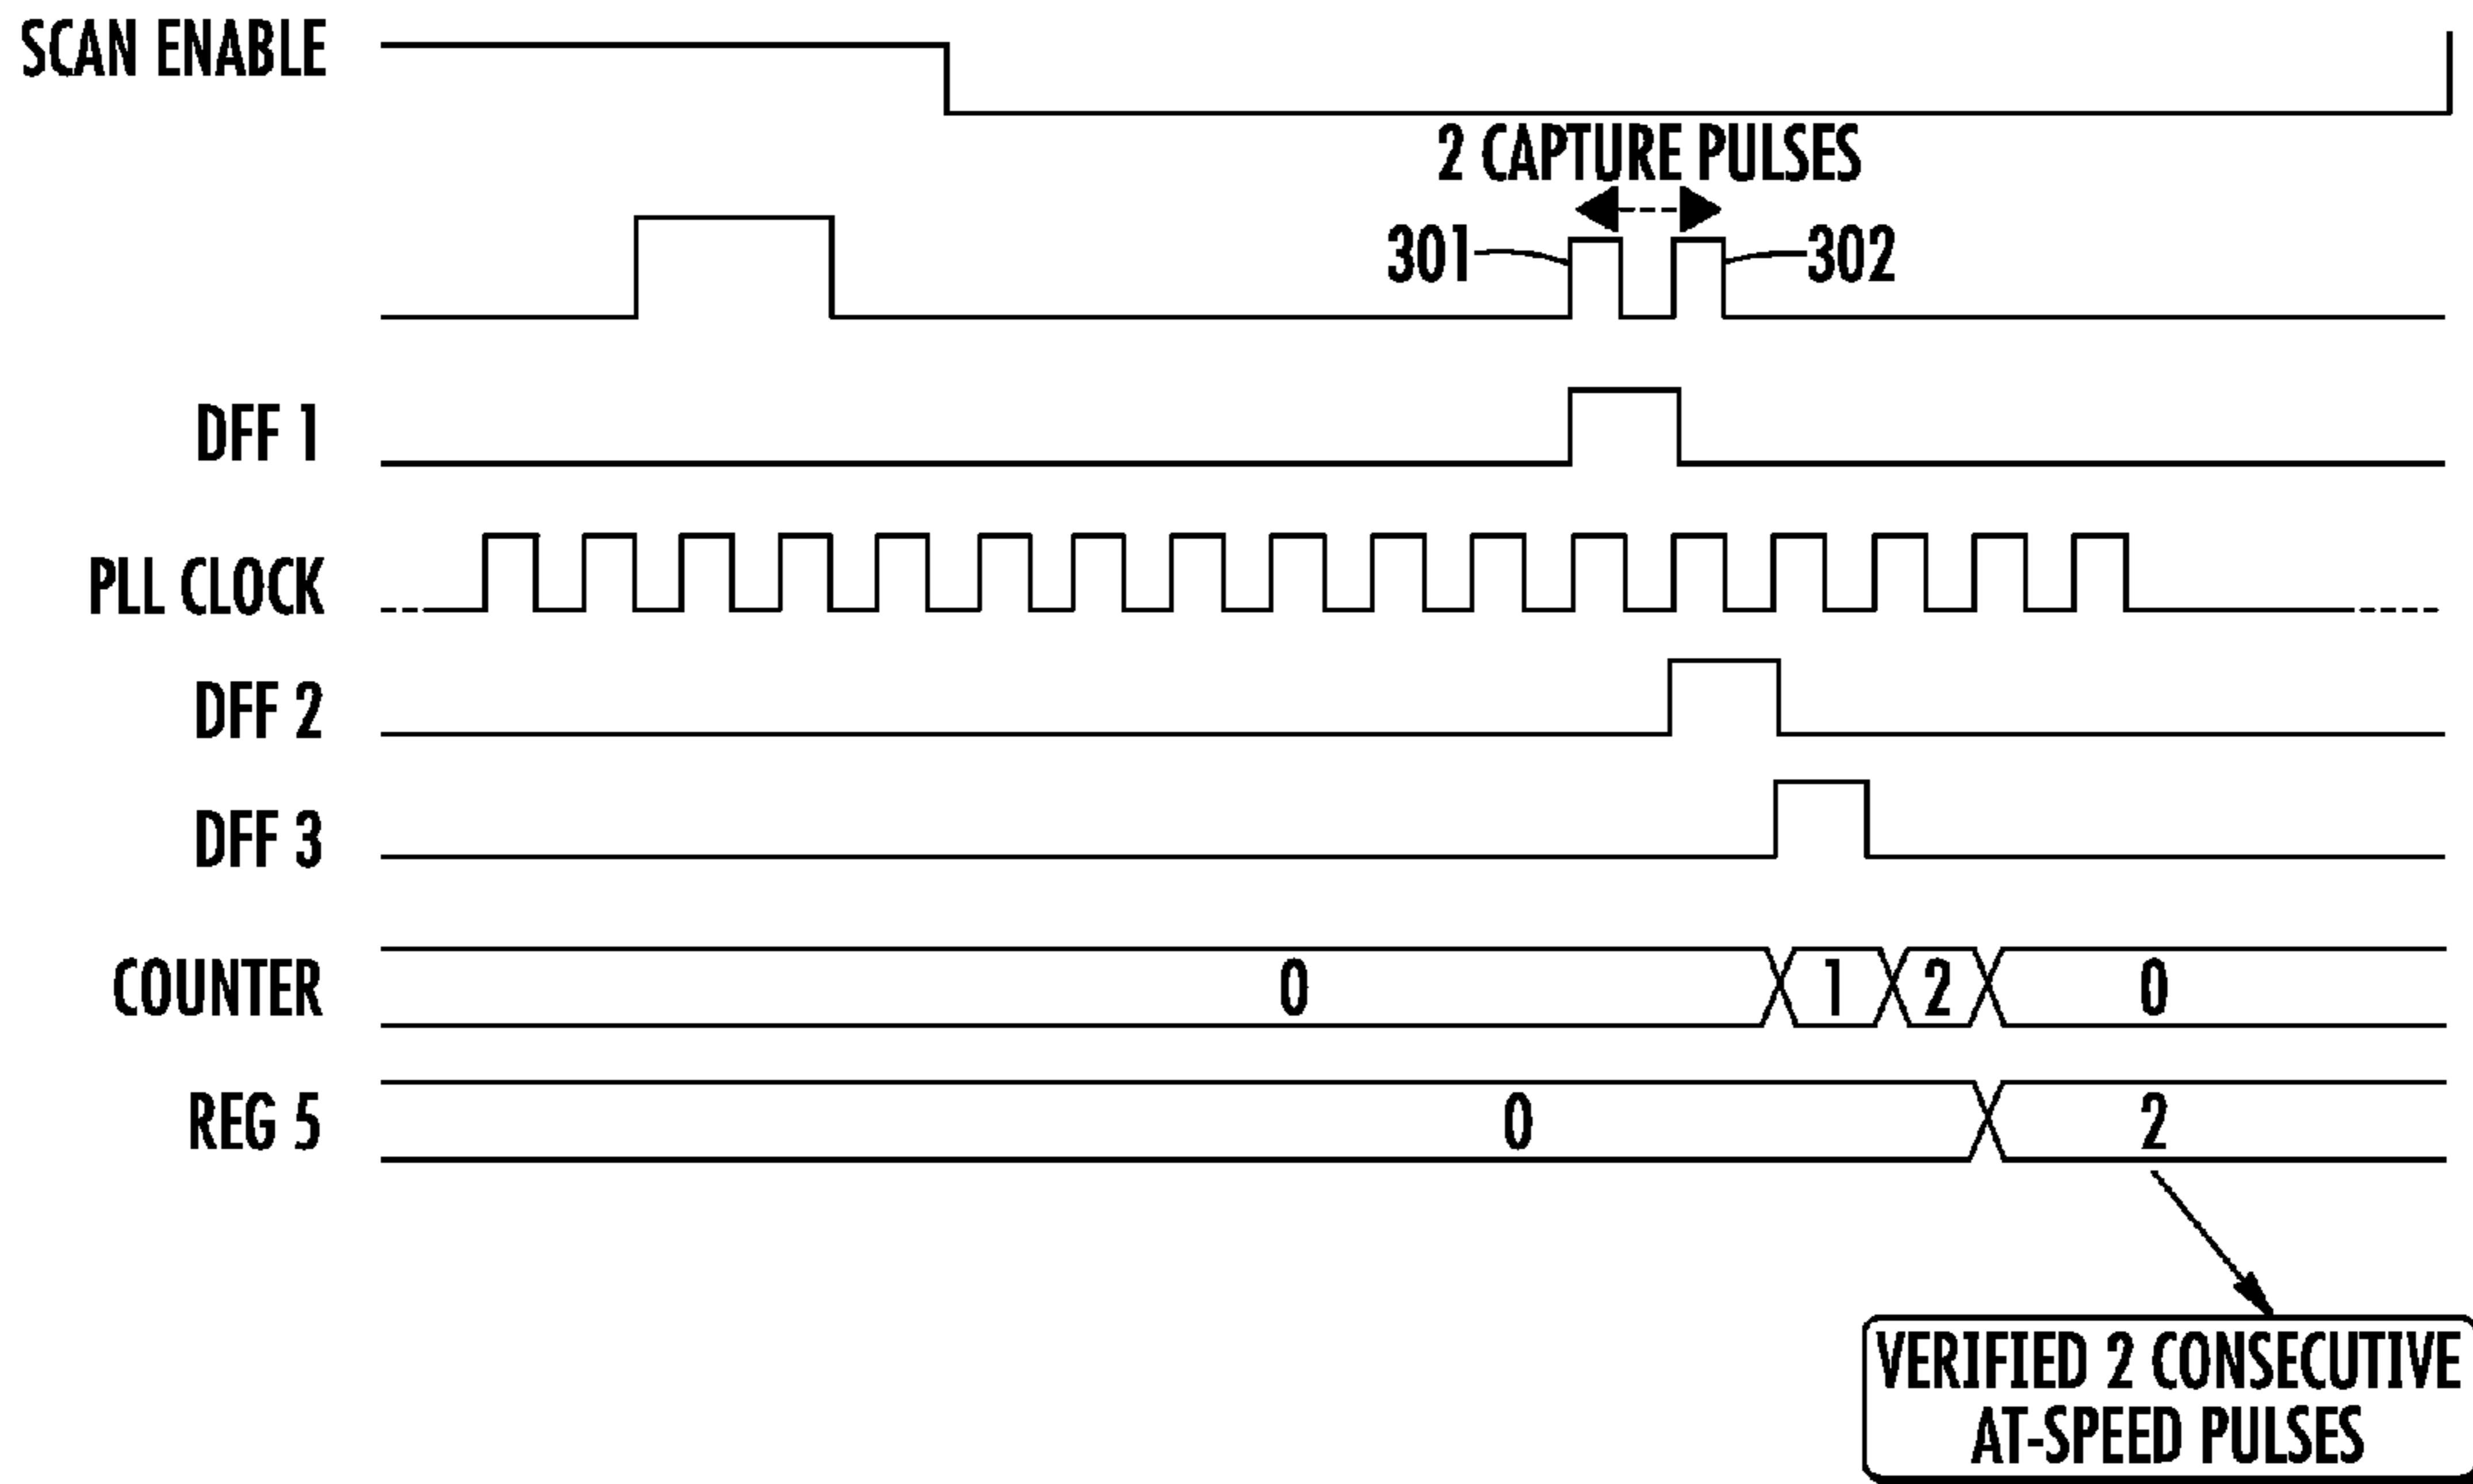 SCAN ENABLE
2 CAPTURE PULSES
301
302
DFF 1
PLL CLOCK
DFF 2
DFF 3
COUNTER
0
1
2
0
REG 5
0
2
VERIFIED 2 CONSECUTIVE
AT-SPEED PULSES